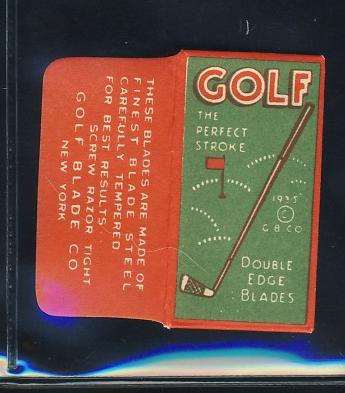 GOLF
THE
PERFECT
STROKE
1935
©
G B CO
DOUBLE
EDGE
BLADES
THESE BLADES ARE MADE OF
FINEST BLADE STEEL
CAREFULLY TEMPERED
FOR BEST RESULTS
SCREW RAZOR TIGHT
GOLF BLADE CO
NEW YORK